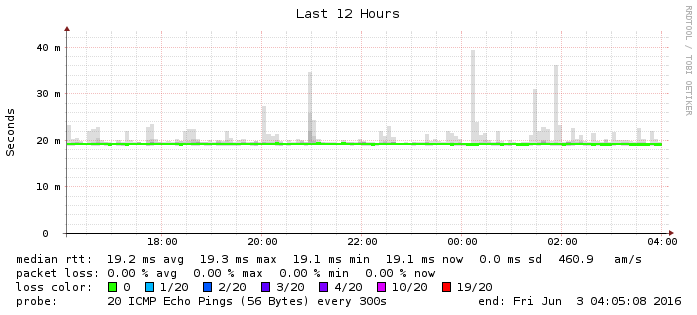 Last 12 Hours
RRDTOOL / TOBI OETIKER
Seconds
40 m
30 m
20 m
10 m
0
18:00 20:00 22:00 00:00 02:00 04:00
median rtt: 19.2 ms avg 19.3 ms max 19.1 ms min 19.1 ms now 0.0 ms sd 460.9 am/s
packet loss: 0.00 % avg 0.00 % max 0.00 % min 0.00 % now
loss color: 0 1/20 2/20 3/20 4/20 10/20 19/20
probe: 20 ICMP Echo Pings (56 Bytes) every 300s end: Fri Jun 3 04:05:08 2016